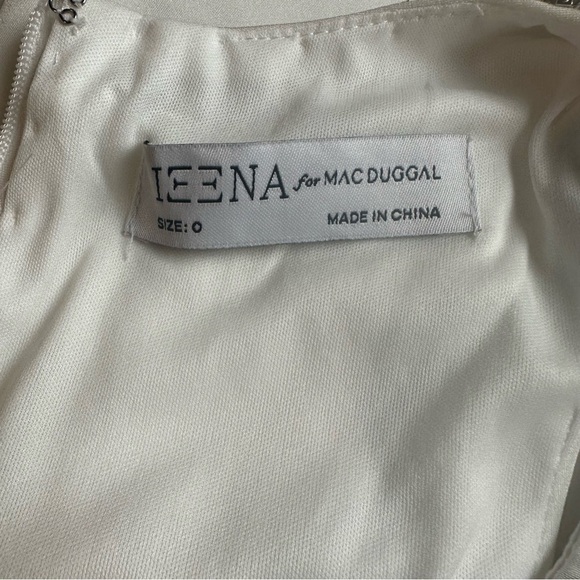 IEENA for MAC DUGGAL
SIZE: 0 MADE IN CHINA